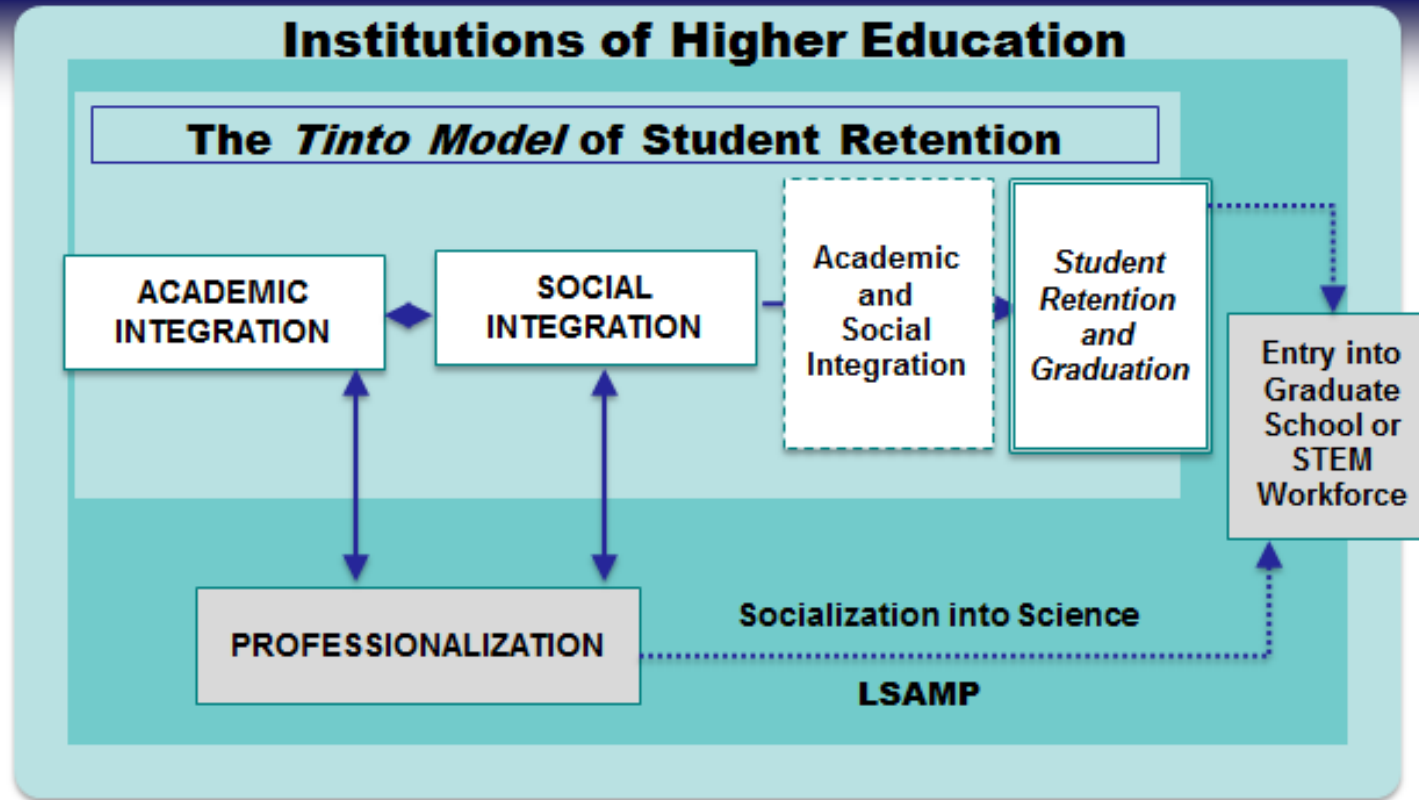 Institutions of Higher Education
The Tinto Model of Student Retention
ACADEMIC
INTEGRATION
SOCIAL
INTEGRATION
Academic
and
Social
Integration
Student
Retention
and
Graduation
Entry into
Graduate
School or
STEM
Workforce
PROFESSIONALIZATION
Socialization into Science
LSAMP